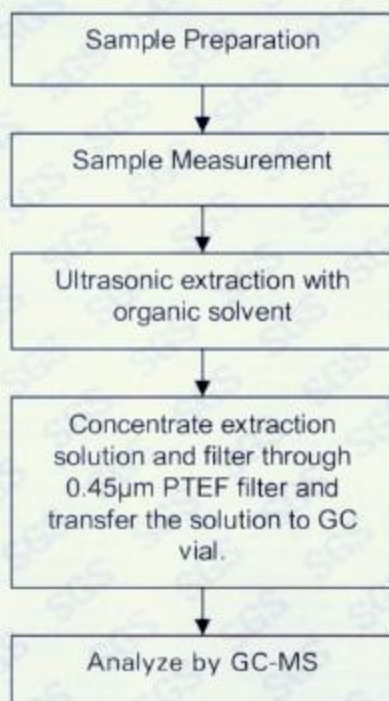 Sample Preparation
Sample Measurement
Ultrasonic extraction with
organic solvent
Concentrate extraction
solution and filter through
0.45µm PTEF filter and
transfer the solution to GC
vial.
Analyze by GC-MS